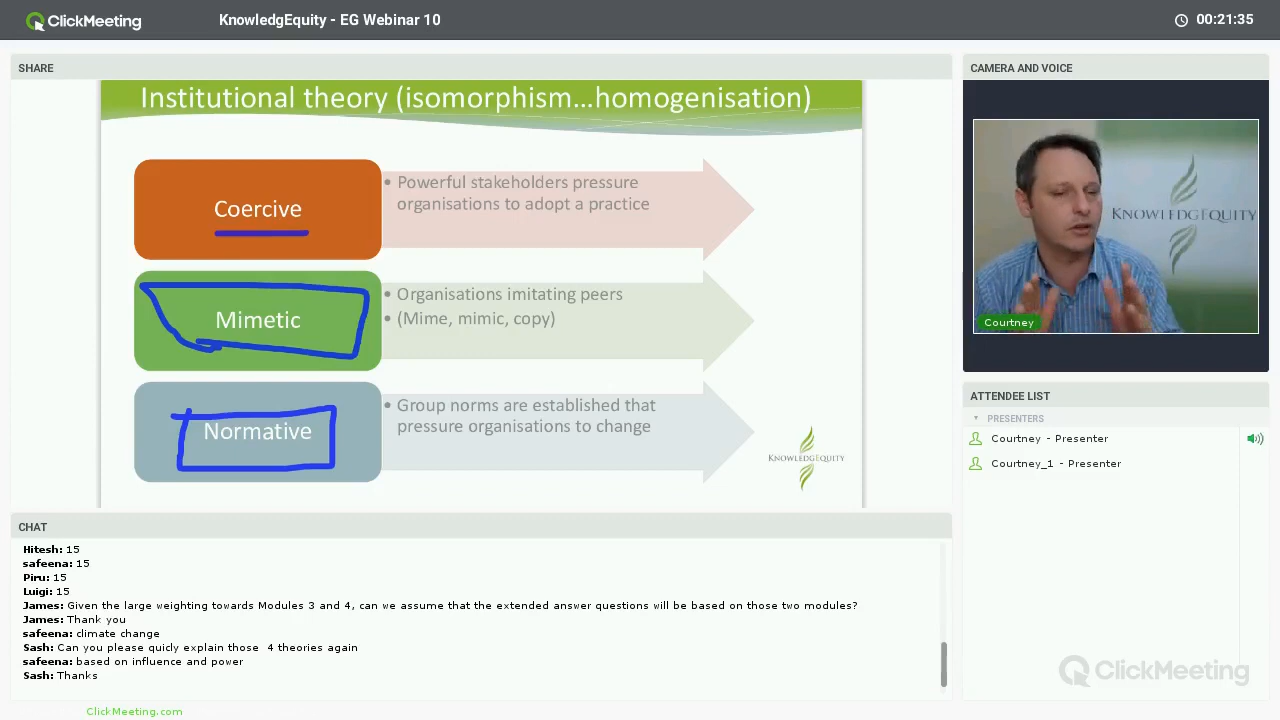 ClickMeeting
KnowledgEquity - EG Webinar 10
00:21:35
SHARE
Institutional theory (isomorphism...homogenisation)
Coercive
• Powerful stakeholders pressure
organisations to adopt a practice
Mimetic
• Organisations imitating peers
• (Mime, mimic, copy)
Normative
• Group norms are established that
pressure organisations to change
KNOWLEDGEQUITY
CAMERA AND VOICE
KNOWLEDGEQUITY
Courtney
ATTENDEE LIST
PRESENTERS
Courtney - Presenter
Courtney_1 - Presenter
CHAT
Hitesh: 15
safeena: 15
Piru: 15
Luigi: 15
James: Given the large weighting towards Modules 3 and 4, can we assume that the extended answer questions will be based on those two modules?
James: Thank you
safeena: climate change
Sash: Can you please quicly explain those 4 theories again
safeena: based on influence and power
Sash: Thanks
ClickMeeting
ClickMeeting.com